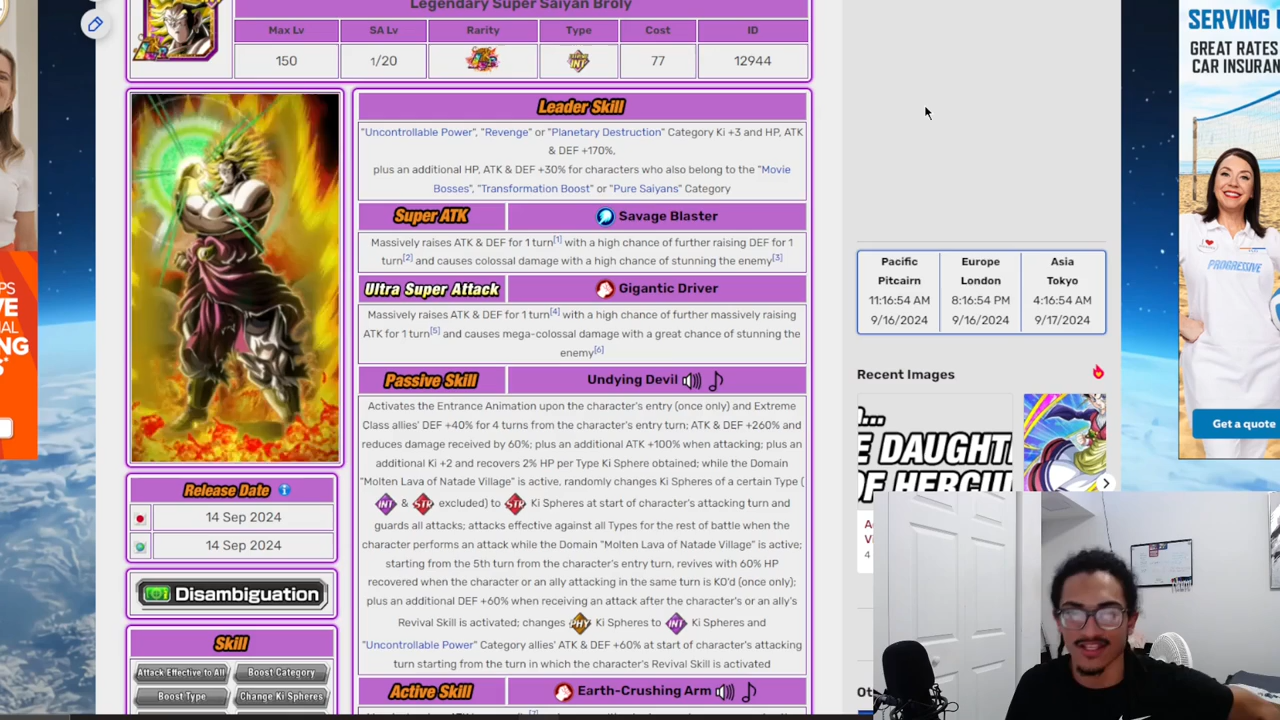 Legendary Super Saiyan Broly
Max Lv
SA Lv
Rarity
Type
Cost
ID
150
1/20
77
12944
Leader Skill
"Uncontrollable Power", "Revenge" or "Planetary Destruction" Category Ki +3 and HP, ATK
& DEF +170%,
plus an additional HP, ATK & DEF +30% for characters who also belong to the "Movie
Bosses", "Transformation Boost" or "Pure Saiyans" Category
Super ATK
Savage Blaster
Massively raises ATK & DEF for 1 turn[1] with a high chance of further raising DEF for 1
turn[2] and causes colossal damage with a high chance of stunning the enemy[3]
Ultra Super Attack
Gigantic Driver
Massively raises ATK & DEF for 1 turn[4] with a high chance of further massively raising
ATK for 1 turn[5] and causes mega-colossal damage with a great chance of stunning the
enemy[6]
Passive Skill
Undying Devil
Activates the Entrance Animation upon the character's entry (once only) and Extreme
Class allies' DEF +40% for 4 turns from the character's entry turn; ATK & DEF +260% and
reduces damage received by 60%; plus an additional ATK +100% when attacking; plus an
additional Ki +2 and recovers 2% HP per Type Ki Sphere obtained; while the Domain
"Molten Lava of Natade Village" is active, randomly changes Ki Spheres of a certain Type (
INT & STR excluded) to STR Ki Spheres at start of character's attacking turn and
guards all attacks; attacks effective against all Types for the rest of battle when the
character performs an attack while the Domain "Molten Lava of Natade Village" is active;
starting from the 5th turn from the character's entry turn, revives with 60% HP
recovered when the character or an ally attacking in the same turn is KO'd (once only);
plus an additional DEF +60% when receiving an attack after the character's or an ally's
Revival Skill is activated; changes PHY Ki Spheres to INT Ki Spheres and
"Uncontrollable Power" Category allies' ATK & DEF +60% at start of character's attacking
turn starting from the turn in which the character's Revival Skill is activated
Active Skill
Earth-Crushing Arm
Release Date
14 Sep 2024
14 Sep 2024
Disambiguation
Skill
Attack Effective to All
Boost Category
Boost Type
Change Ki Spheres
Pacific
Pitcairn
11:16:54 AM
9/16/2024
Europe
London
8:16:54 PM
9/16/2024
Asia
Tokyo
4:16:54 AM
9/17/2024
Recent Images
E DAUGHT
OF HERCU
SERVING
GREAT RATES
CAR INSURAN
PROGRESSIVE
Get a quote